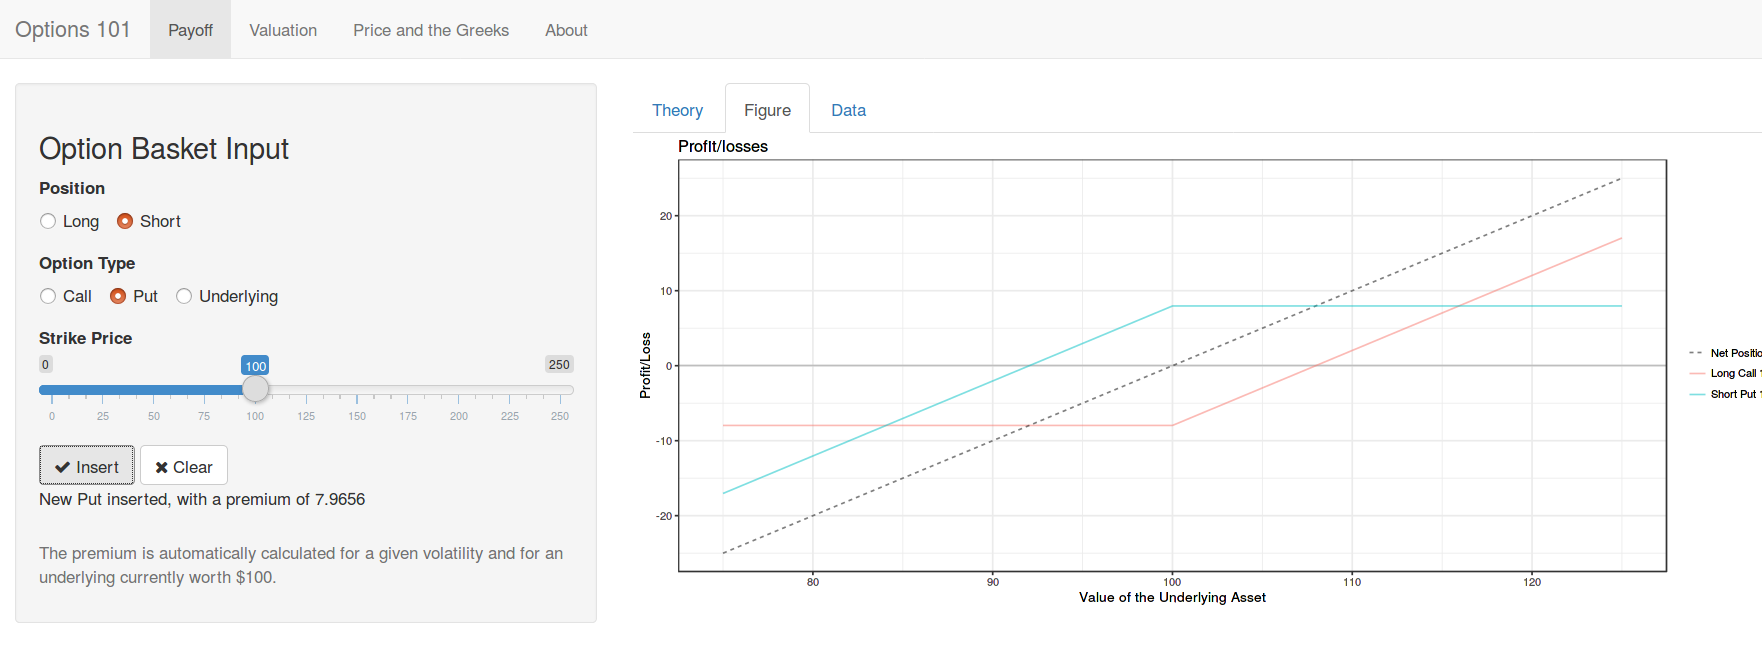 Options 101 Payoff Valuation Price and the Greeks About
Option Basket Input
Position
Long Short
Option Type
Call Put Underlying
Strike Price
0 100 250
0 25 50 75 100 125 150 175 200 225 250
Insert Clear
New Put inserted, with a premium of 7.9656
The premium is automatically calculated for a given volatility and for an
underlying currently worth $100.
Theory Figure Data
Profit/losses
Profit/Loss
20
10
0
-10
-20
80 90 100 110 120
Value of the Underlying Asset
Net Positio
Long Call 1
Short Put 1